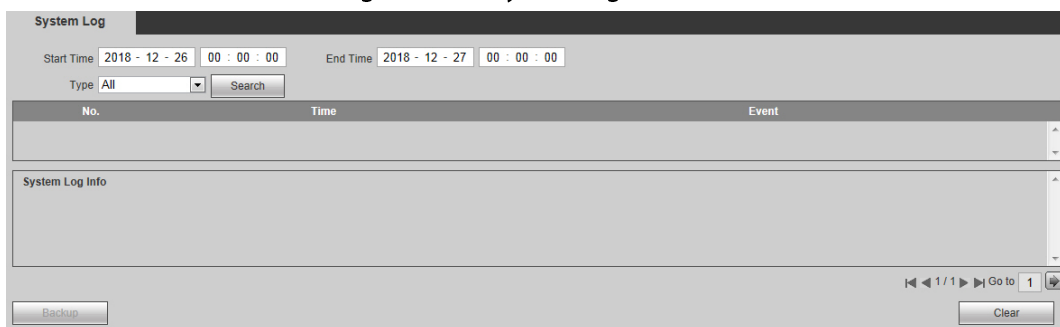 System Log
Start Time 2018 - 12 - 26 00 : 00 : 00 End Time 2018 - 12 - 27 00 : 00 : 00
Type All Search
No. Time Event
System Log Info
1 / 1 Go to 1
Backup Clear